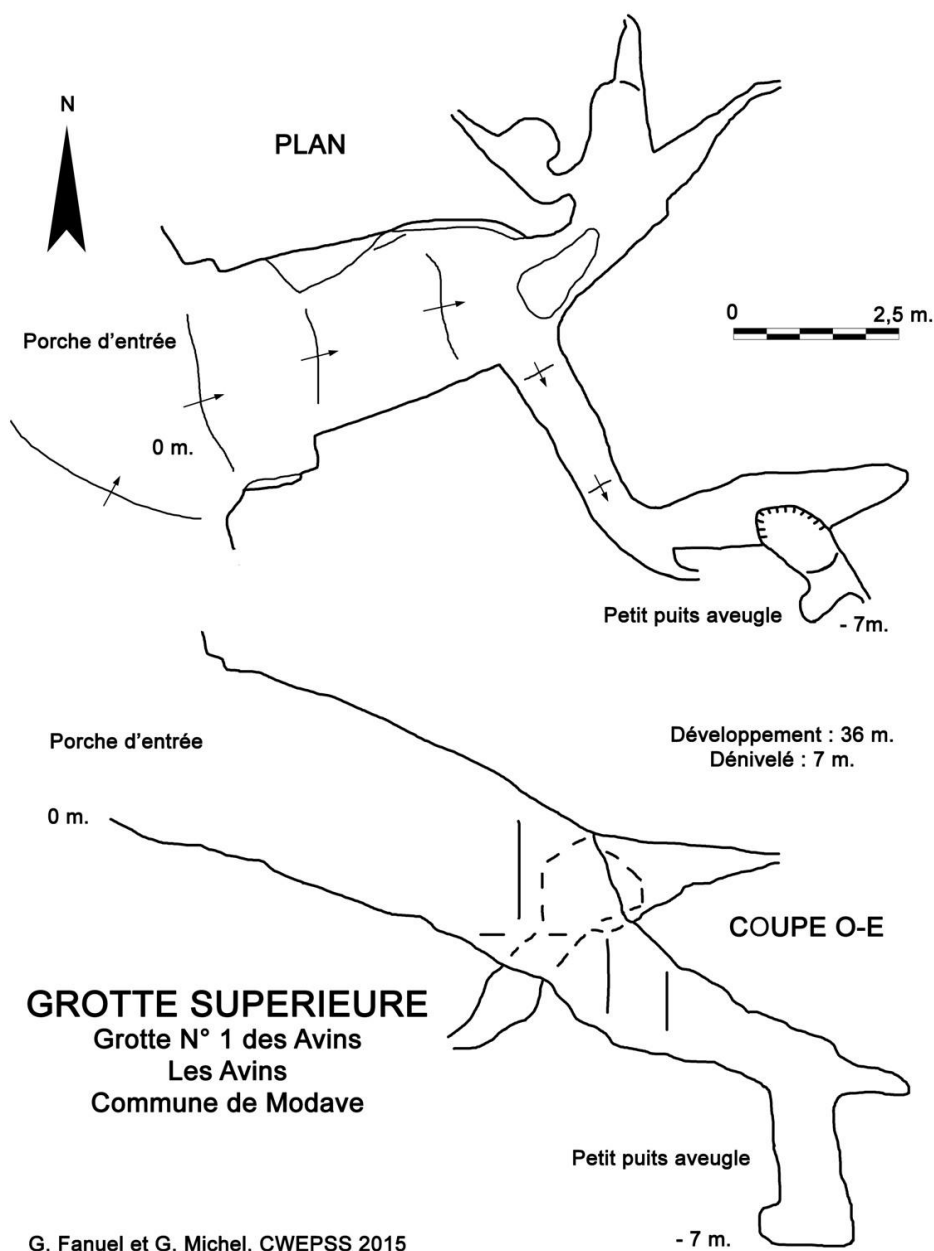 N
PLAN
0 2,5 m.
Porche d'entrée
0 m.
Petit puits aveugle
- 7m.
Porche d'entrée
Développement : 36 m.
Dénivelé : 7 m.
0 m.
COUPE O-E
GROTTE SUPERIEURE
Grotte N° 1 des Avins
Les Avins
Commune de Modave
Petit puits aveugle
- 7 m.
G. Fanuel et G. Michel, CWEPSS 2015